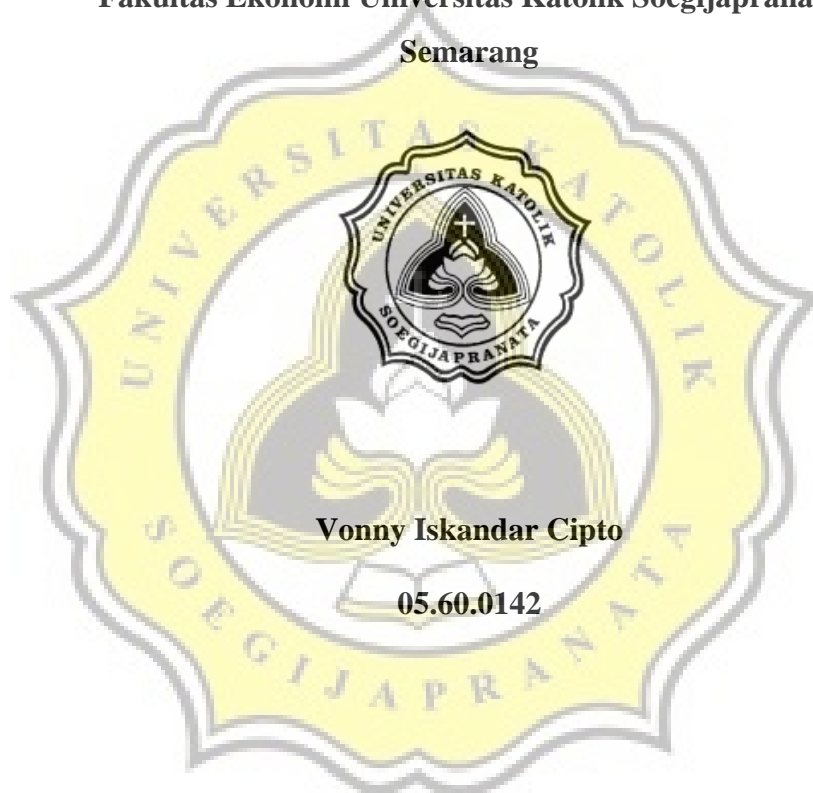 Fakultas Ekonomi Universitas Katolik Soegijaprana
Semarang
UNIVERSITAS KATOLIK
SOEGIJAPRANATA
Vonny Iskandar Cipto
05.60.0142
UNIVERSITAS KATOLIK
SOEGIJAPRANATA